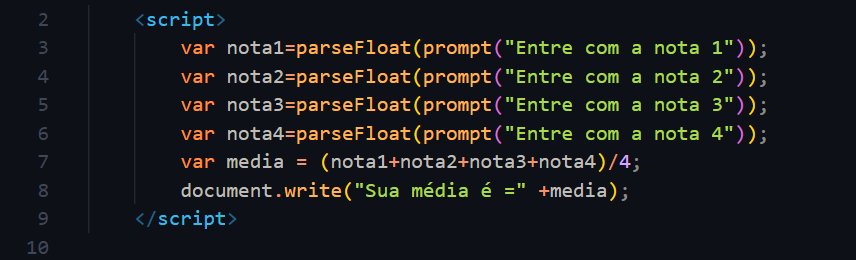 2 <script>
3 var nota1=parseFloat(prompt("Entre com a nota 1"));
4 var nota2=parseFloat(prompt("Entre com a nota 2"));
5 var nota3=parseFloat(prompt("Entre com a nota 3"));
6 var nota4=parseFloat(prompt("Entre com a nota 4"));
7 var media = (nota1+nota2+nota3+nota4)/4;
8 document.write("Sua média é =" +media);
9 </script>
10